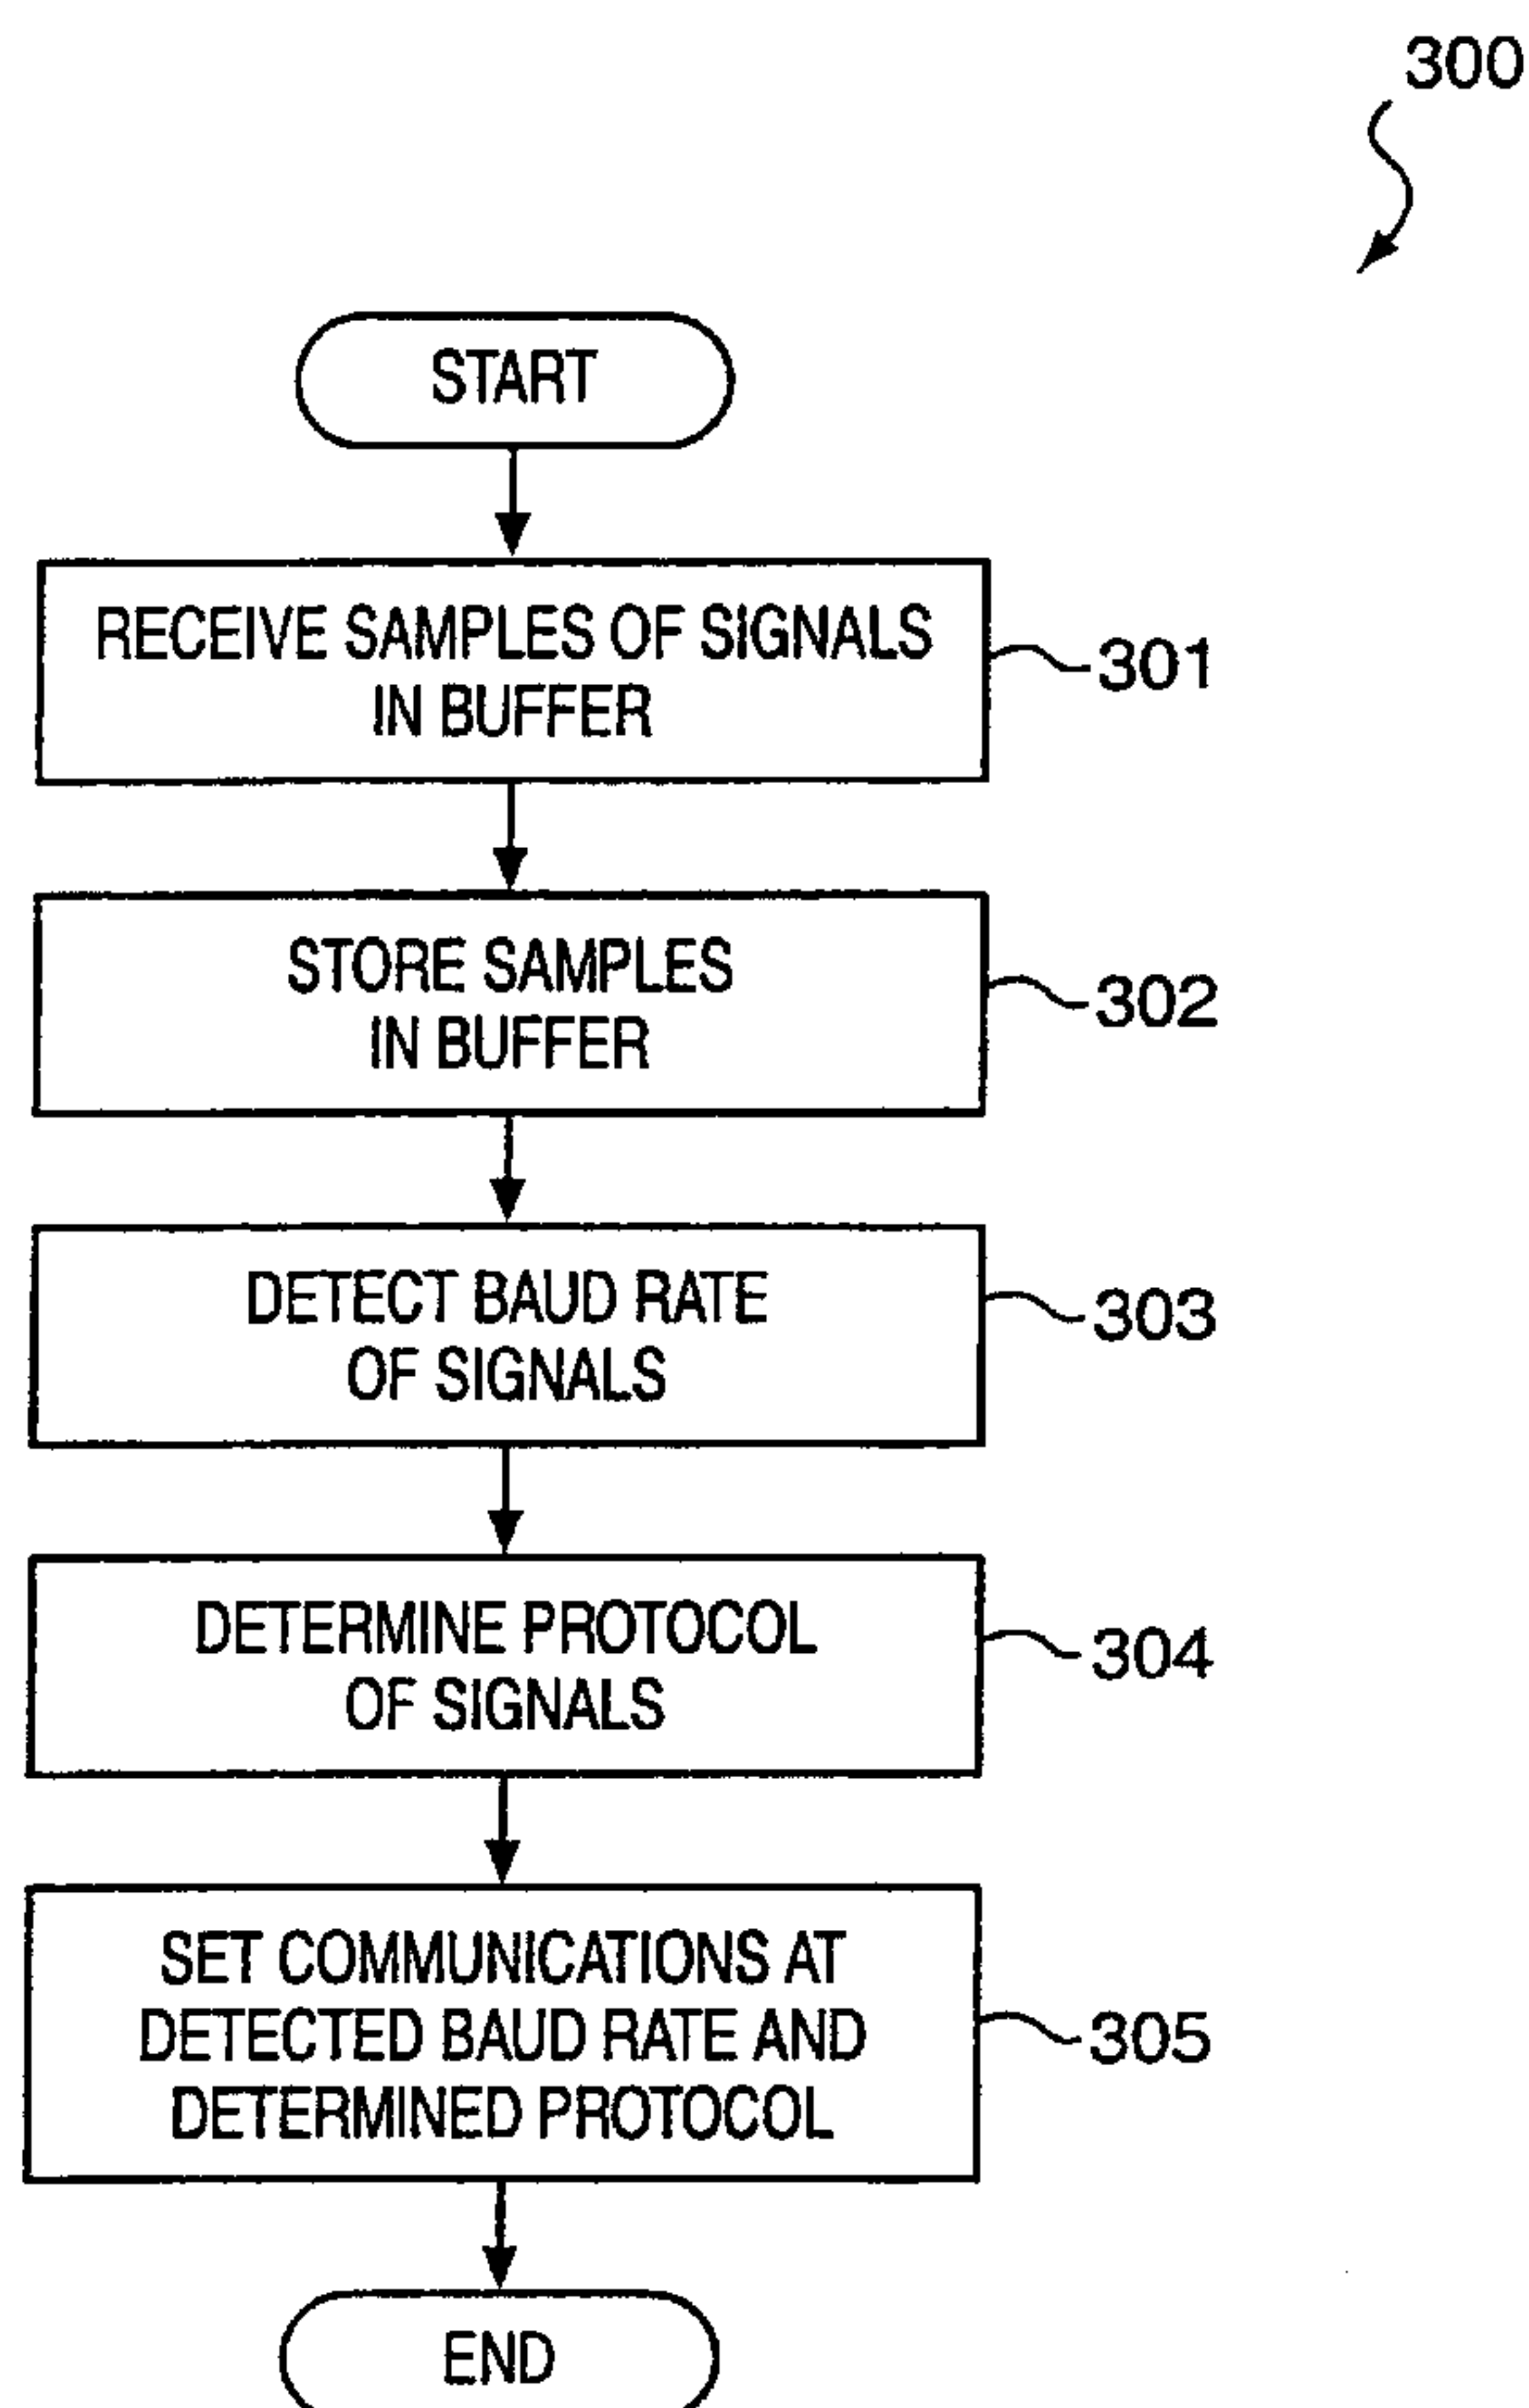 300
START
RECEIVE SAMPLES OF SIGNALS
IN BUFFER
301
STORE SAMPLES
IN BUFFER
302
DETECT BAUD RATE
OF SIGNALS
303
DETERMINE PROTOCOL
OF SIGNALS
304
SET COMMUNICATIONS AT
DETECTED BAUD RATE AND
DETERMINED PROTOCOL
305
END